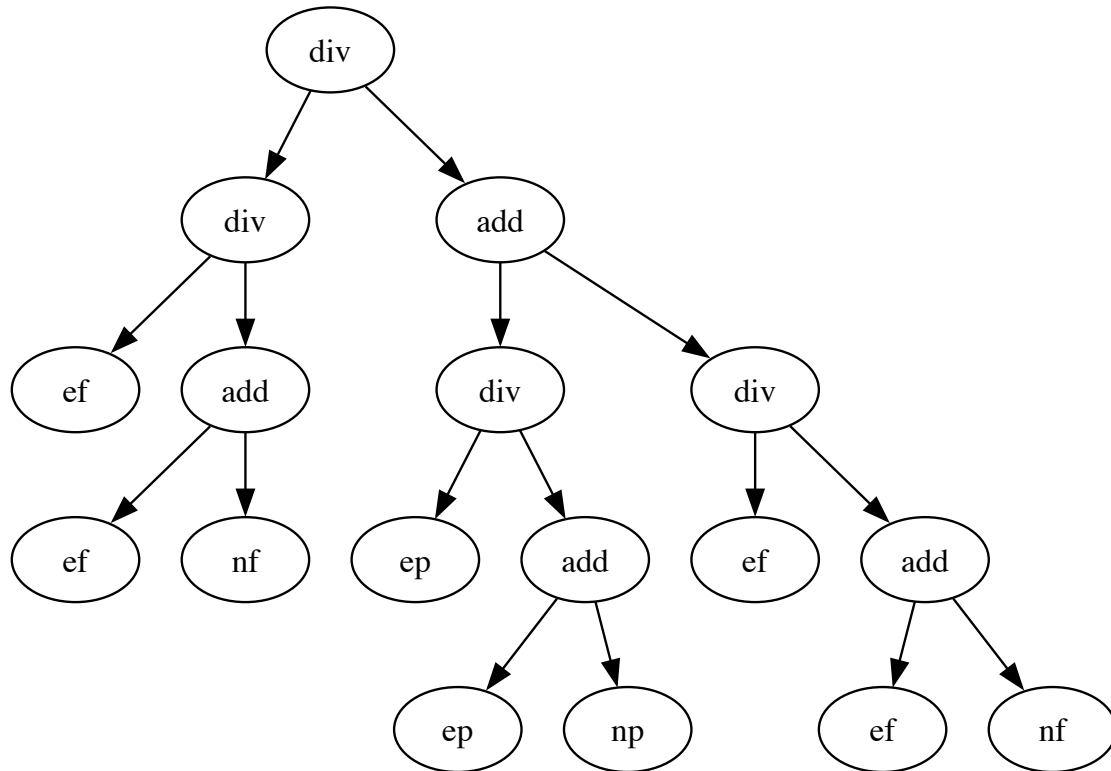 div
div add
ef add div div
ef nf ep add ef add
ep np ef nf